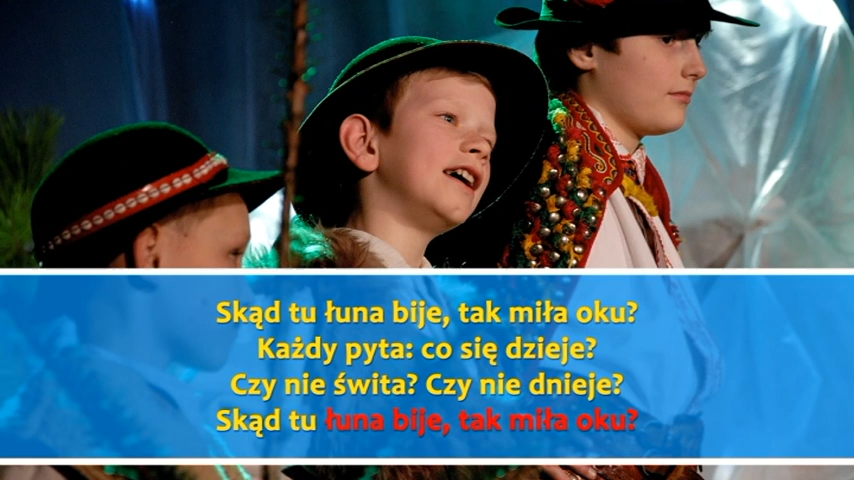 Skąd tu łuna bije, tak miła oku?
Każdy pyta: co się dzieje?
Czy nie świta? Czy nie dnieje?
Skąd tu łuna bije, tak miła oku?